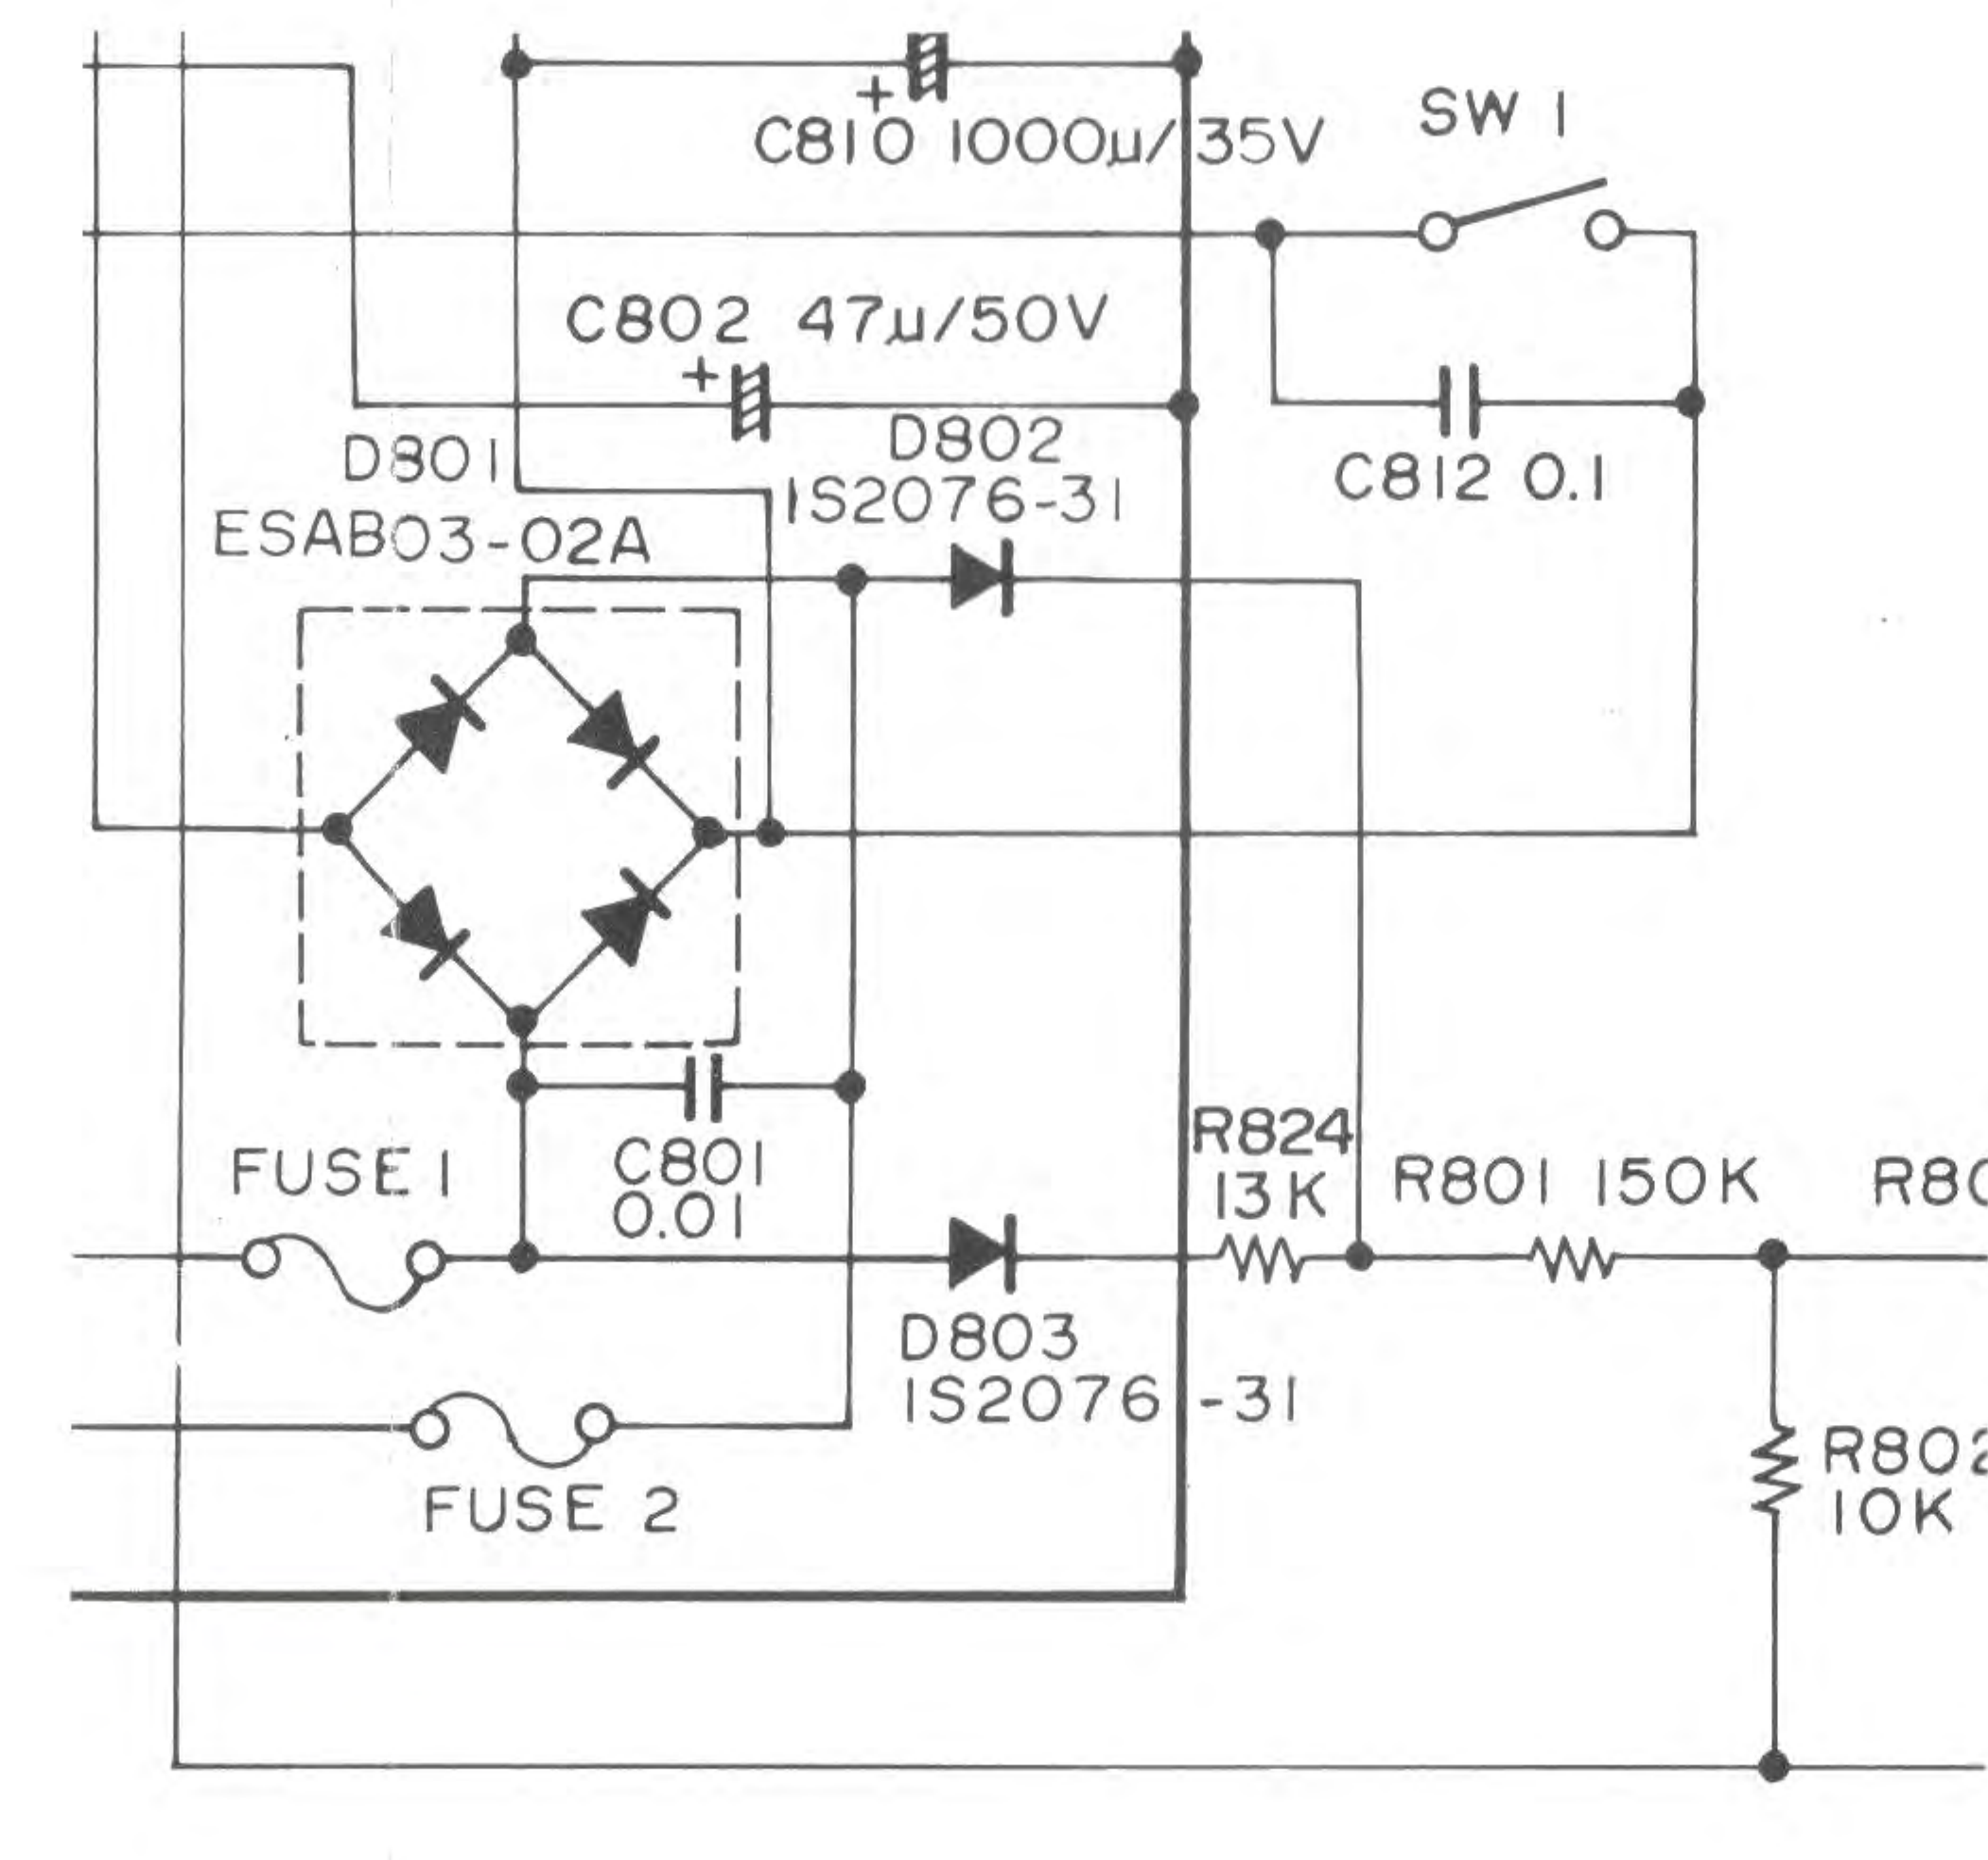 +
C810 1000μ/35V
SW 1
C802 47μ/50V
+
D801
ESAB03-02A
D802
1S2076-31
C812 0.1
C801
0.01
FUSE 1
R824
13K
R801 150K
R80
D803
1S2076-31
FUSE 2
R802
10K